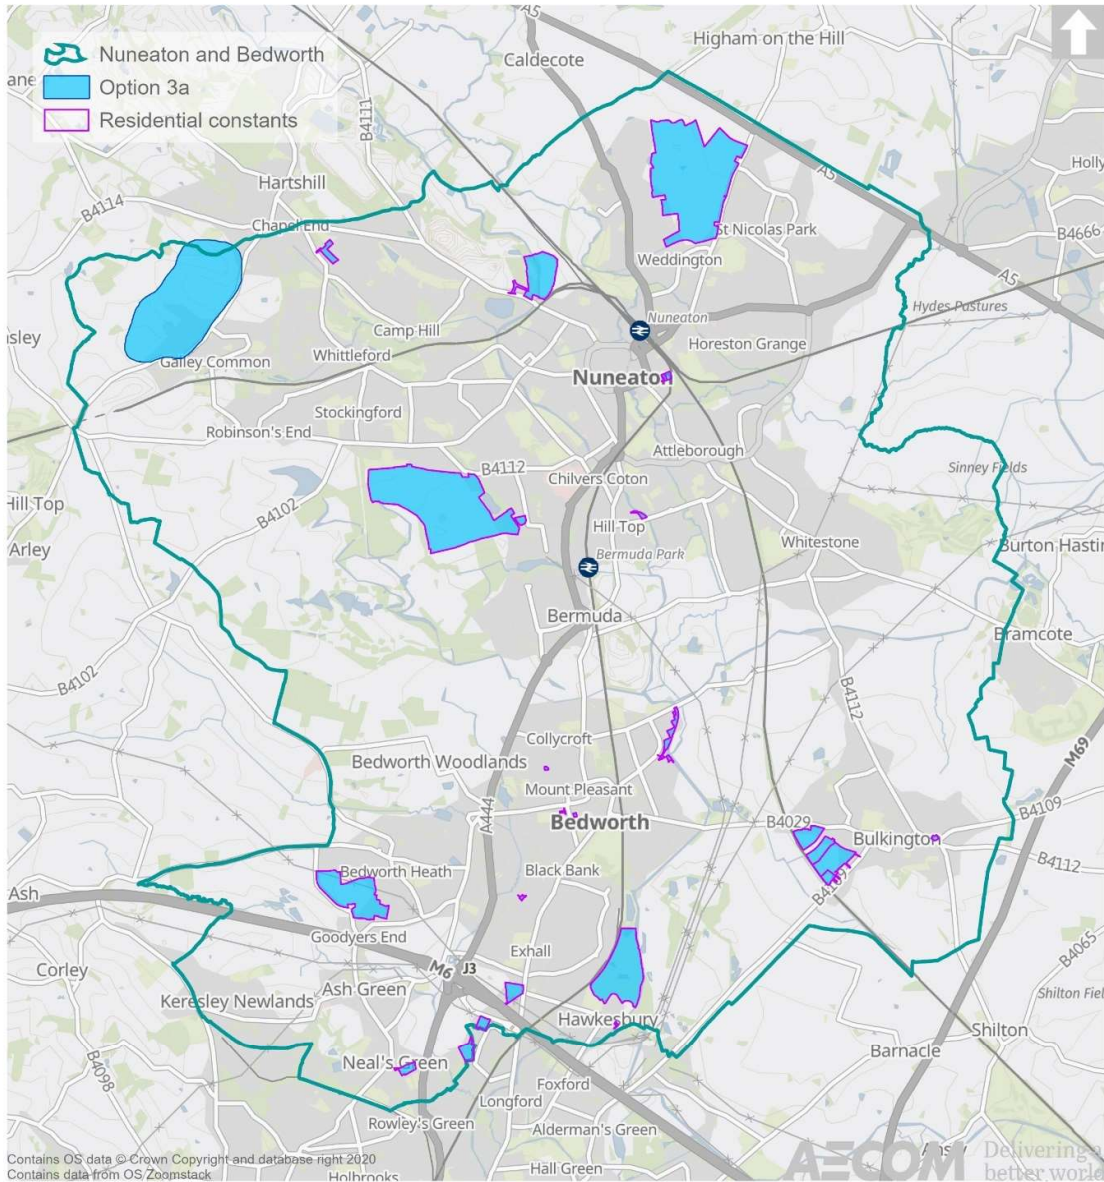 A5
Higham on the Hill
Caldecote
Nuneaton and Bedworth
Option 3a
Residential constants
B4111
A5
Holly
Hartshill
B4114
Chapel End
St Nicolas Park
B4666
Weddington
A5
Hydes Pastures
Nuneaton
Camp Hill
Whittleford
Galley Common
Horeston Grange
Nuneaton
Stockingford
Robinson's End
Attleborough
B4112
Chilvers Coton
Sinney Fields
Hill Top
B4102
Hill Top
Arley
Whitestone
Bermuda Park
Bermuda
Bramcote
B4102
B4112
Collycroft
M69
Bedworth Woodlands
Mount Pleasant
A444
Bedworth
B4029
B4109
Bulkington
B4112
Ash
Bedworth Heath
Black Bank
B4109
Goodyers End
Exhall
B4065
Corley
M6
J3
Ash Green
Keresley Newlands
Hawkesbury
Shilton
Barnacle
Neal's Green
B4098
Foxford
Longford
Rowley's Green
Alderman's Green
Contains OS data © Crown Copyright and database right 2020
Contains data from OS Zoomstack
Hall Green
Holbrooks
AECOM
Delivering a
better world